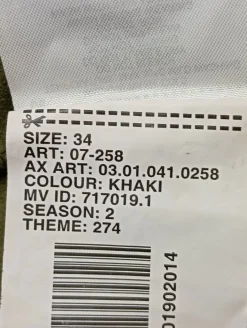 SIZE: 34
ART: 07-258
AX ART: 03.01.041.0258
COLOUR: KHAKI
MV ID: 717019.1
SEASON: 2
THEME: 274
01902014